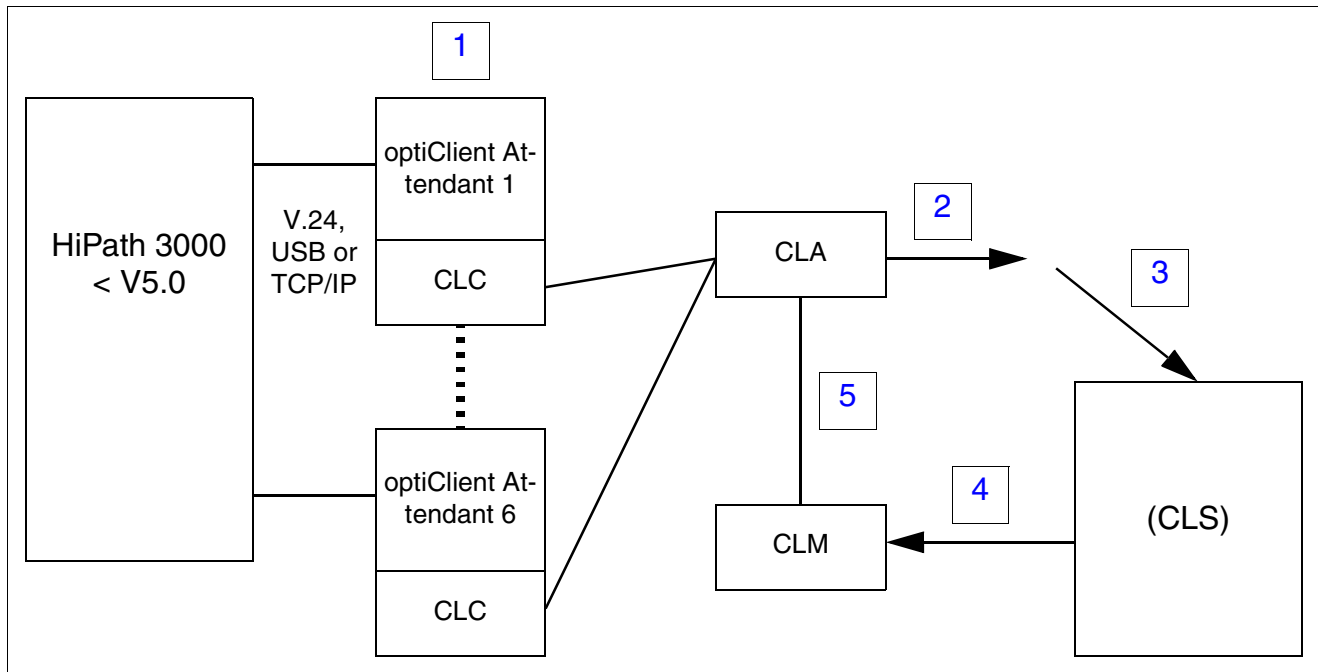 1
optiClient At-
tendant 1
V.24,
USB or
TCP/IP
HiPath 3000
< V5.0
CLC
CLA
2
3
5
4
optiClient At-
tendant 6
CLC
CLM
(CLS)